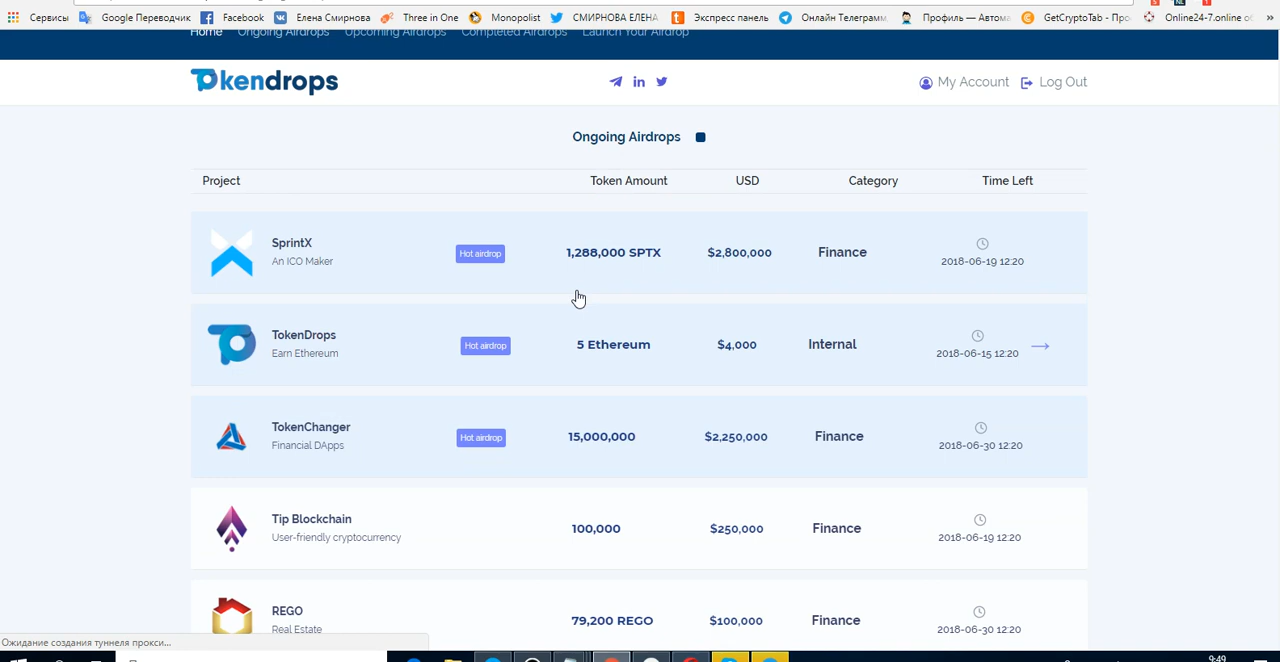 Сервисы Google Переводчик Facebook Елена Смирнова Three in One Monopolist СМИРНОВА ЕЛЕНА Экспресс панель Онлайн Телеграмм Профиль — Автома GetCryptoTab - Про Online24-7.online »
Home Ongoing Airdrops Upcoming Airdrops Completed Airdrops Launch Your Airdrop
Tokendrops My Account Log Out
Ongoing Airdrops
Project Token Amount USD Category Time Left
SprintX
An ICO Maker
Hot airdrop
1,288,000 SPTX
$2,800,000
Finance
2018-06-19 12:20
TokenDrops
Earn Ethereum
Hot airdrop
5 Ethereum
$4,000
Internal
2018-06-15 12:20
TokenChanger
Financial DApps
Hot airdrop
15,000,000
$2,250,000
Finance
2018-06-30 12:20
Tip Blockchain
User-friendly cryptocurrency
100,000
$250,000
Finance
2018-06-19 12:20
REGO
Real Estate
79,200 REGO
$100,000
Finance
2018-06-30 12:20
Ожидание создания туннеля прокси...
9:49